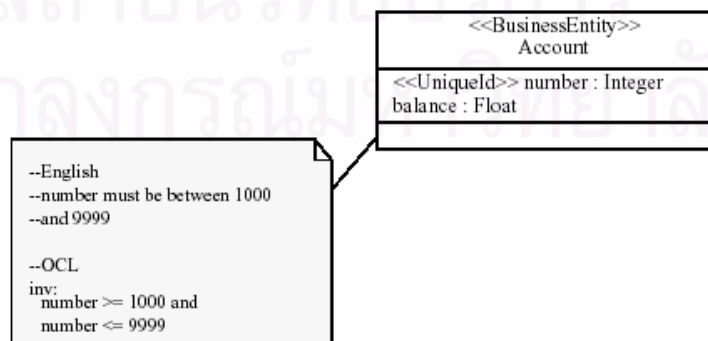 <<BusinessEntity>>
Account
<<UniqueId>> number : Integer
balance : Float
--English
--number must be between 1000
--and 9999
--OCL
inv:
number >= 1000 and
number <= 9999